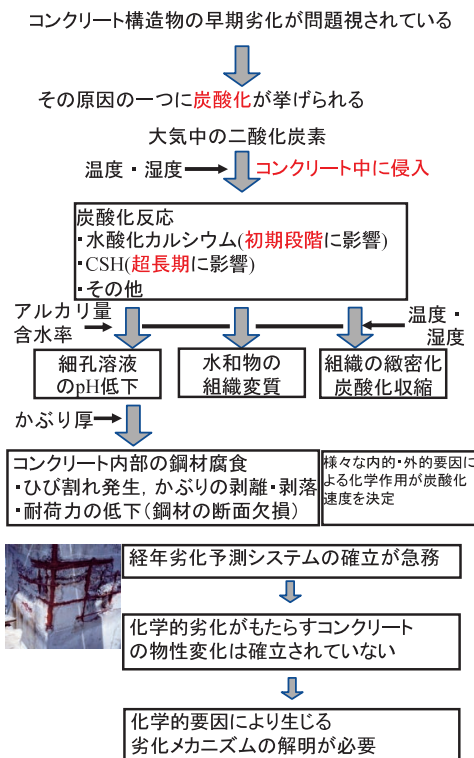 コンクリート構造物の早期劣化が問題視されている
その原因の一つに炭酸化が挙げられる
大気中の二酸化炭素
温度・湿度
コンクリート中に侵入
炭酸化反応
・水酸化カルシウム(初期段階に影響)
・CSH(超長期に影響)
・その他
アルカリ量
含水率
温度・
湿度
細孔溶液
のpH低下
水和物の
組織変質
組織の緻密化
炭酸化収縮
かぶり厚
コンクリート内部の鋼材腐食
・ひび割れ発生，かぶりの剥離・剥落
・耐荷力の低下（鋼材の断面欠損）
様々な内的・外的要因に
よる化学作用が炭酸化
速度を決定
経年劣化予測システムの確立が急務
化学的劣化がもたらすコンクリート
の物性変化は確立されていない
化学的要因により生じる
劣化メカニズムの解明が必要